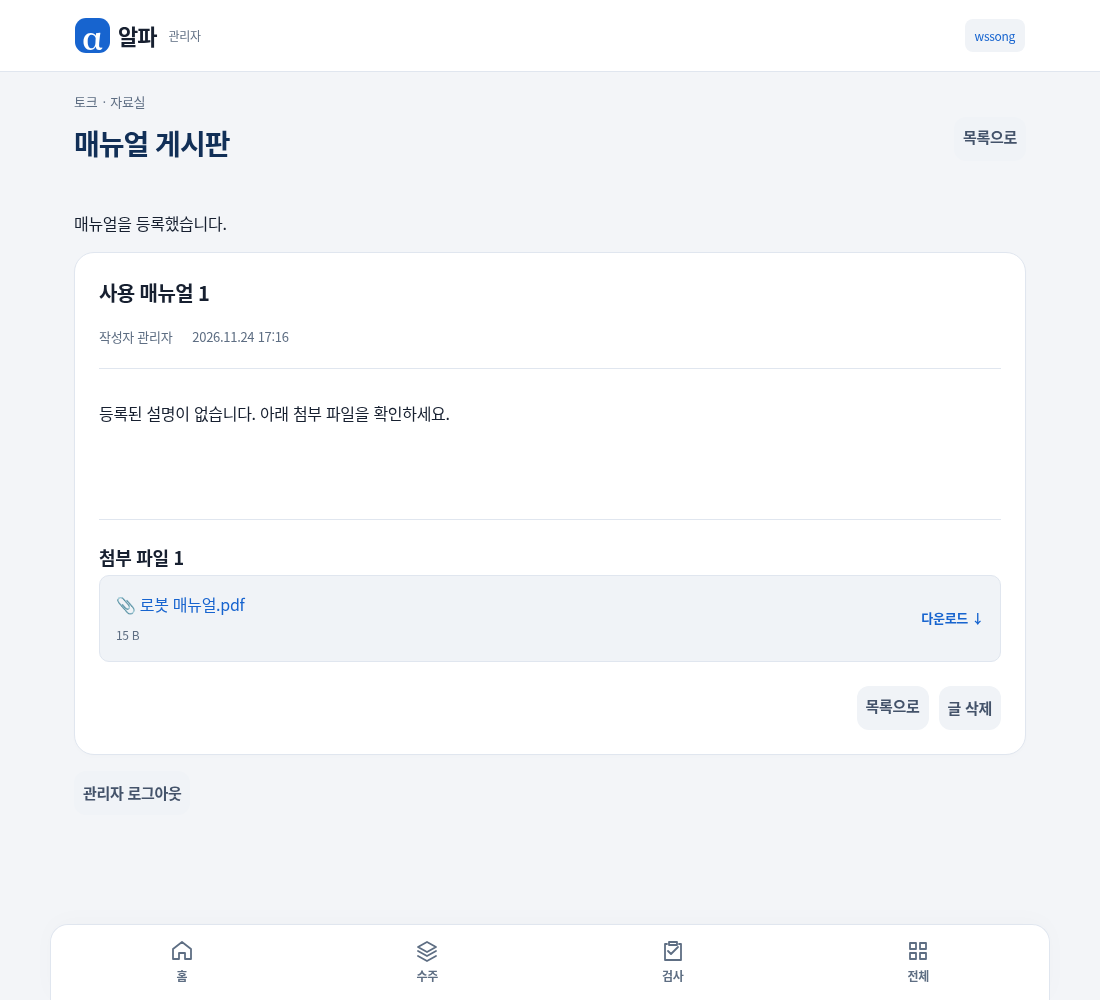 α 알파 관리자
wssong
토크 · 자료실
매뉴얼 게시판
목록으로
매뉴얼을 등록했습니다.
사용 매뉴얼 1
작성자 관리자 2026.11.24 17:16
등록된 설명이 없습니다. 아래 첨부 파일을 확인하세요.
첨부 파일 1
📎 로봇 매뉴얼.pdf
15 B
다운로드 ↓
목록으로 글 삭제
관리자 로그아웃
홈 수주 검사 전체